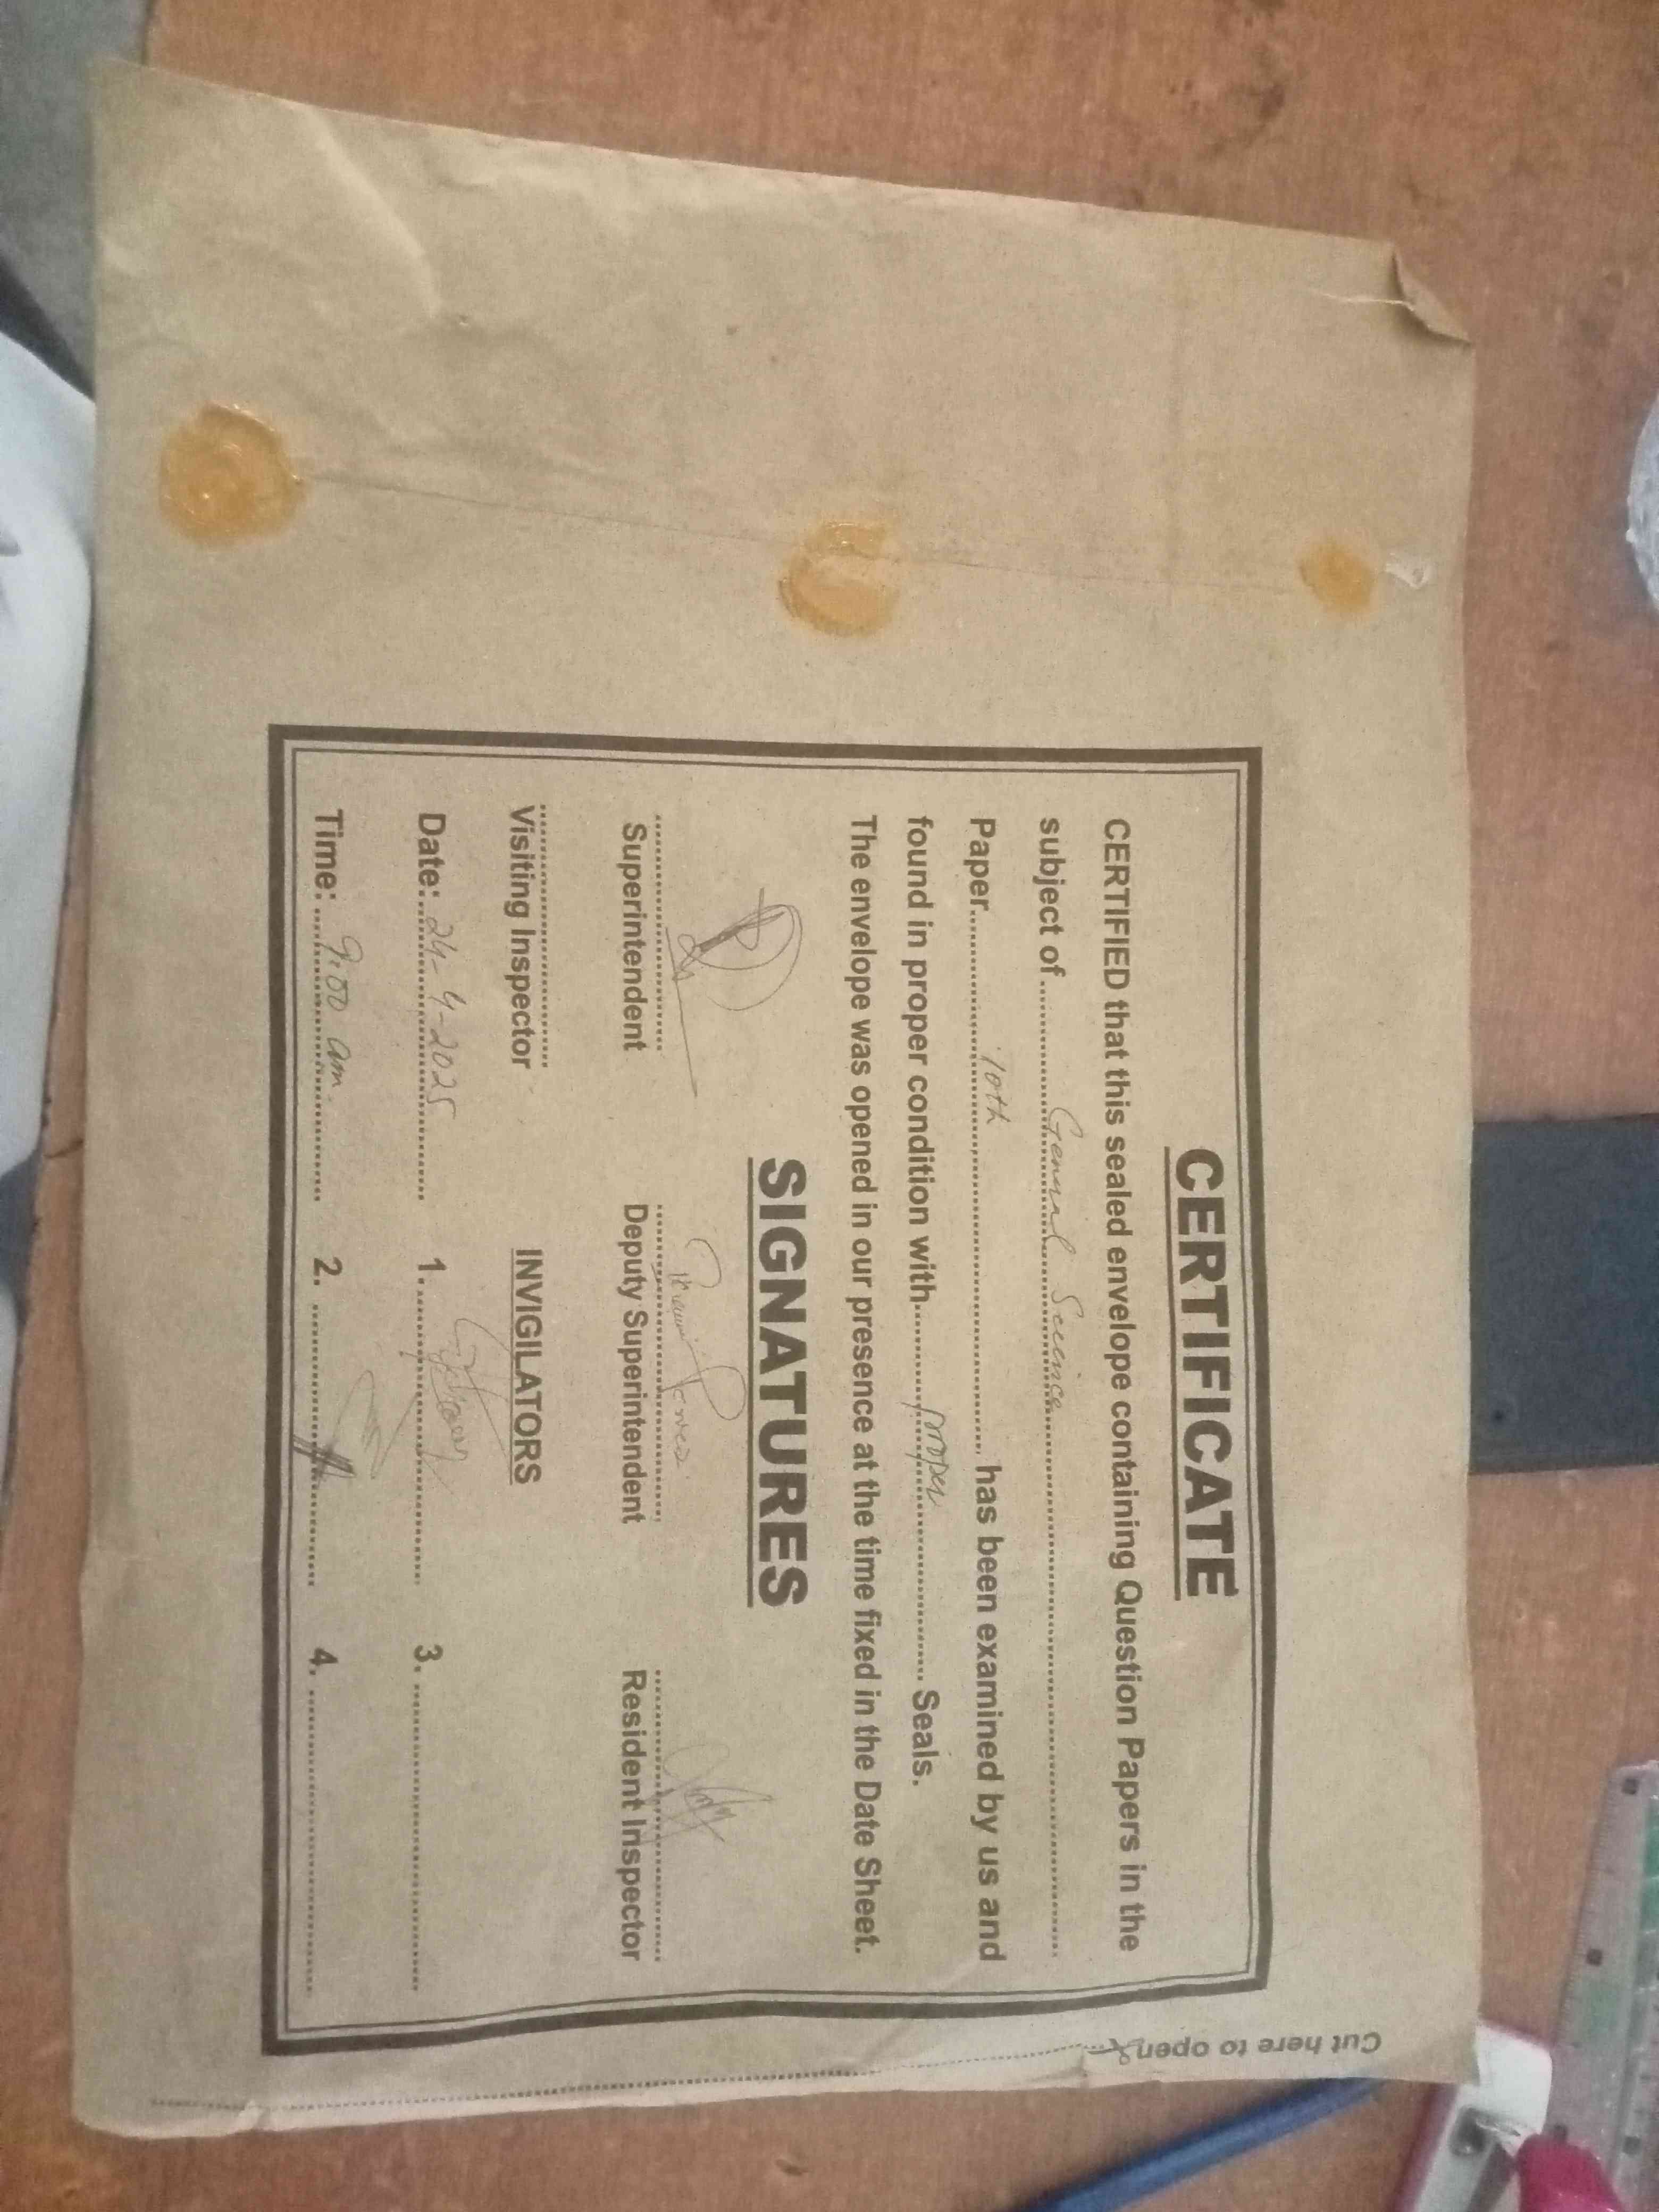 CERTIFICATE
CERTIFIED that this sealed envelope containing Question Papers in the
subject of General Science
Paper 10th has been examined by us and
found in proper condition with proper Seals.
The envelope was opened in our presence at the time fixed in the Date Sheet.
SIGNATURES
Superintendent Deputy Superintendent Resident Inspector
Visiting Inspector INVIGILATORS
Date: 24-4-2025 1. 3.
Time: 9:00 am. 2. 4.
Cut here to open